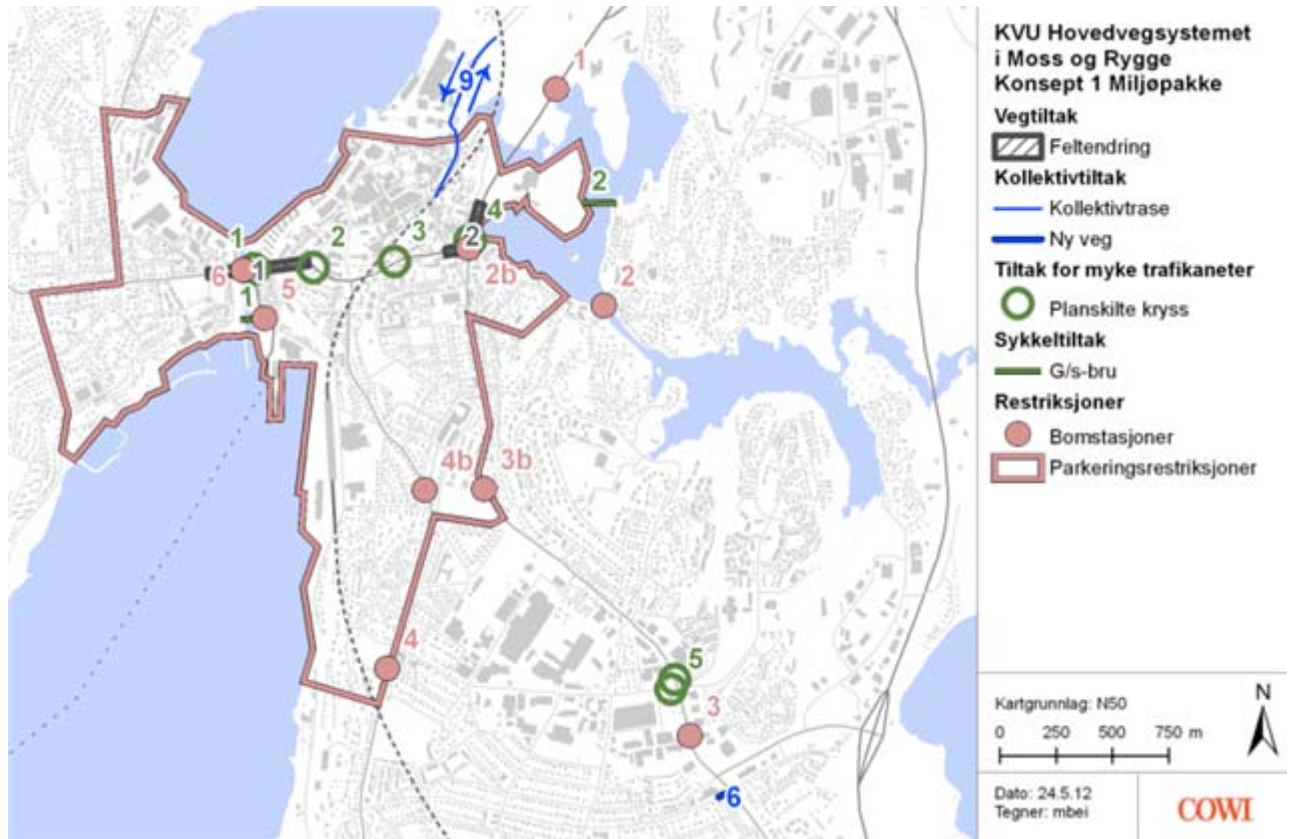 KVU Hovedvegsystemet
i Moss og Rygge
Konsept 1 Miljøpakke
Vegtiltak
Feltendring
Kollektivtiltak
Kollektivtrase
Ny veg
Tiltak for myke trafikaneter
Planskilte kryss
Sykkeltiltak
G/s-bru
Restriksjoner
Bomstasjoner
Parkeringsrestriksjoner
Kartgrunnlag: N50
0 250 500 750 m
N
Dato: 24.5.12
Tegner: mbei
COWI
1
9
2
4
1 2 3 2
6 1 5 2b 2
1
4b 3b
4
5
3
6